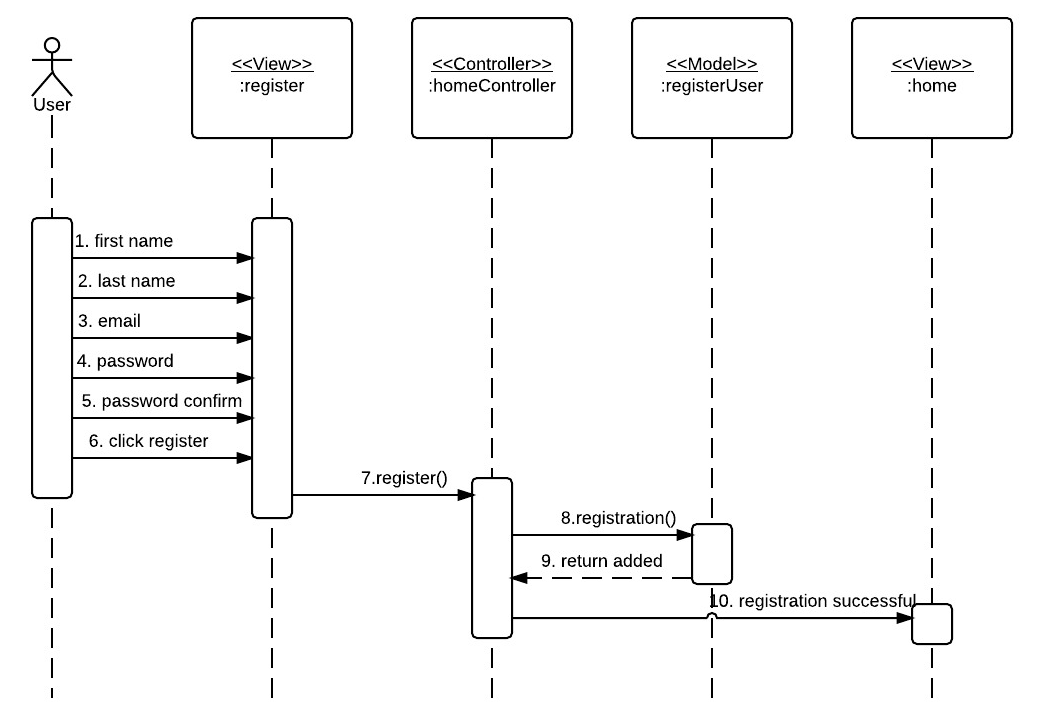 <<View>>
:register
<<Controller>>
:homeController
<<Model>>
:registerUser
<<View>>
:home
User
1. first name
2. last name
3. email
4. password
5. password confirm
6. click register
7.register()
8.registration()
9. return added
10. registration successful